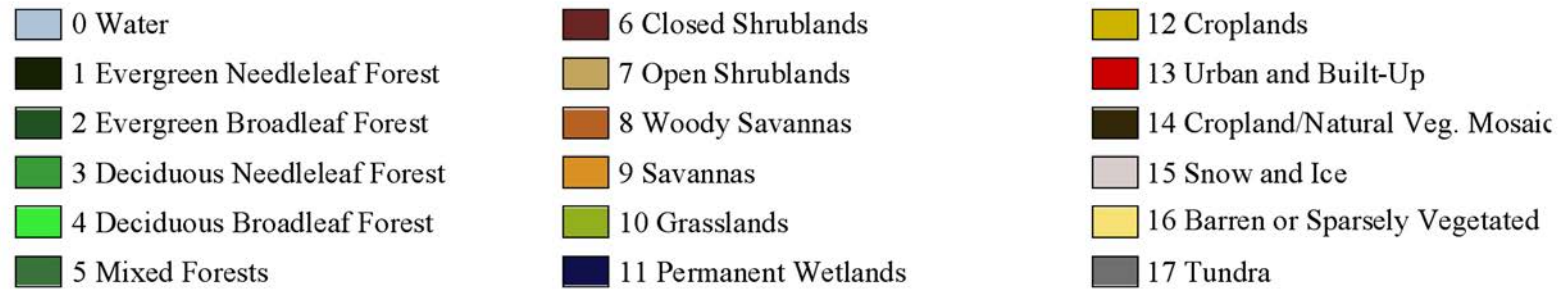 0 Water
1 Evergreen Needleleaf Forest
2 Evergreen Broadleaf Forest
3 Deciduous Needleleaf Forest
4 Deciduous Broadleaf Forest
5 Mixed Forests
6 Closed Shrublands
7 Open Shrublands
8 Woody Savannas
9 Savannas
10 Grasslands
11 Permanent Wetlands
12 Croplands
13 Urban and Built-Up
14 Cropland/Natural Veg. Mosaic
15 Snow and Ice
16 Barren or Sparsely Vegetated
17 Tundra